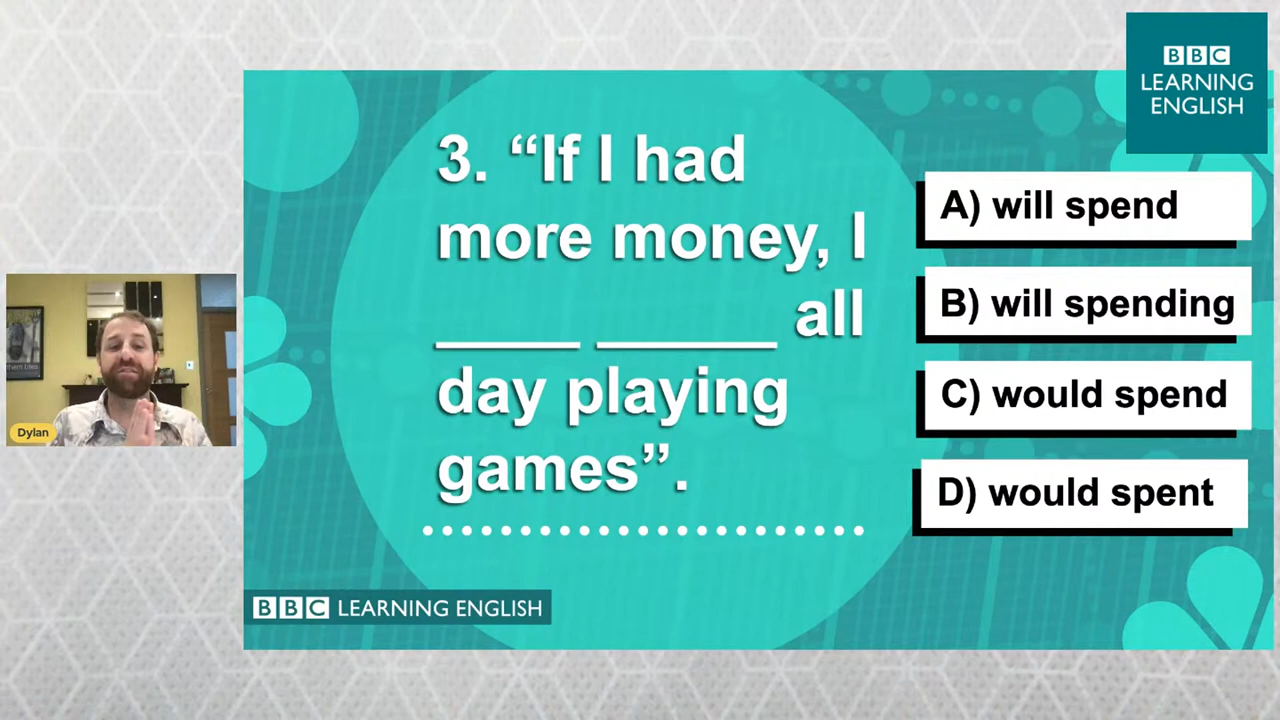 BBC
LEARNING
ENGLISH
3. “If I had
more money, I
____ _____ all
day playing
games”.
A) will spend
B) will spending
C) would spend
D) would spent
Dylan
BBC LEARNING ENGLISH